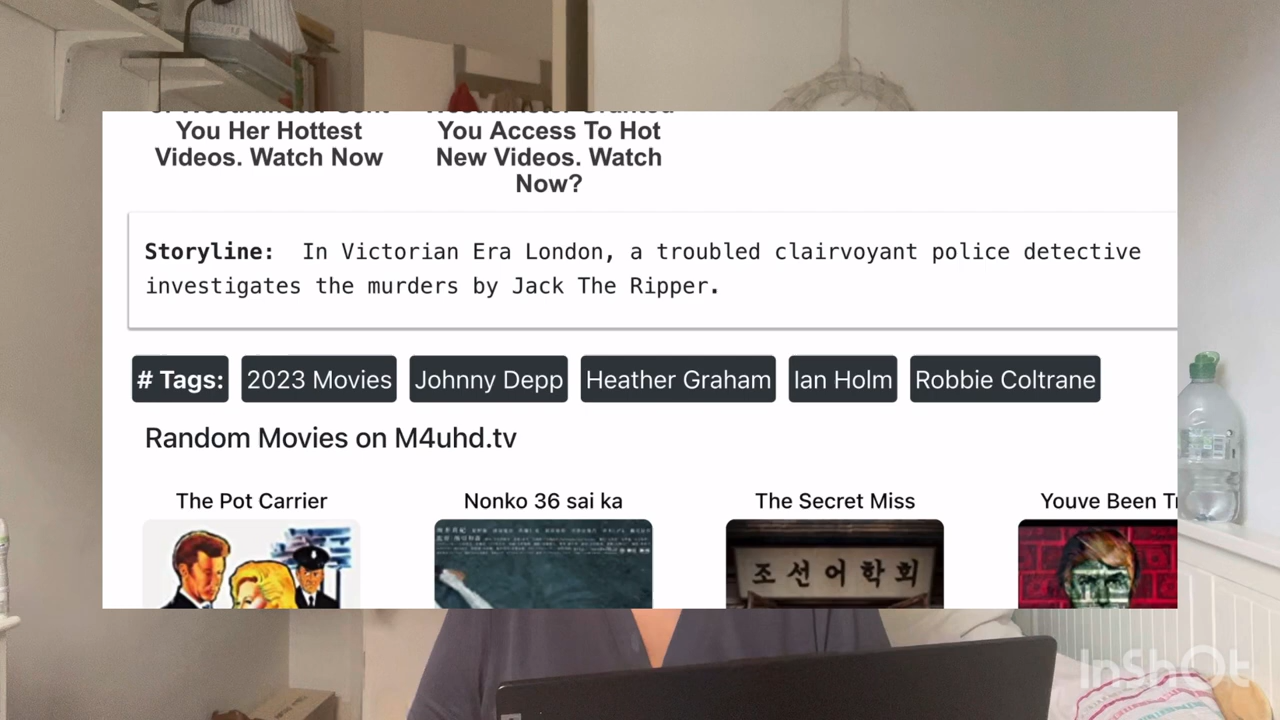 You Her Hottest
Videos. Watch Now
You Access To Hot
New Videos. Watch
Now?
Storyline: In Victorian Era London, a troubled clairvoyant police detective
investigates the murders by Jack The Ripper.
# Tags: 2023 Movies Johnny Depp Heather Graham Ian Holm Robbie Coltrane
Random Movies on M4uhd.tv
The Pot Carrier
Nonko 36 sai ka
The Secret Miss
Youve Been
조선어학회
InShOt